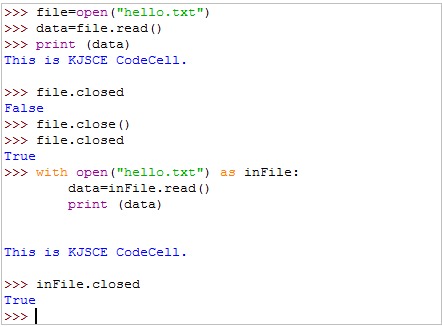 >>> file=open("hello.txt")
>>> data=file.read()
>>> print (data)
This is KJSCE CodeCell.
>>> file.closed
False
>>> file.close()
>>> file.closed
True
>>> with open("hello.txt") as inFile:
        data=inFile.read()
        print (data)
This is KJSCE CodeCell.
>>> inFile.closed
True
>>>